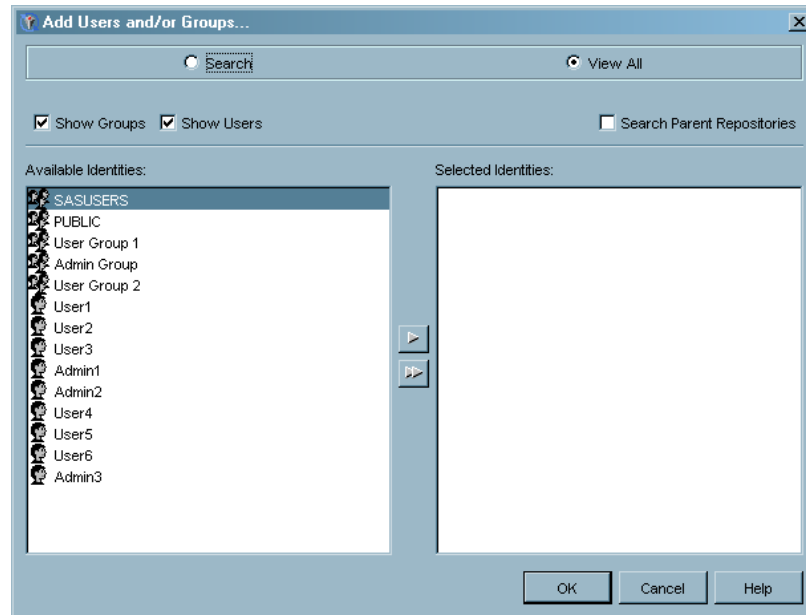 Add Users and/or Groups...
Search View All
Show Groups Show Users Search Parent Repositories
Available Identities: Selected Identities:
SASUSERS
PUBLIC
User Group 1
Admin Group
User Group 2
User1
User2
User3
Admin1
Admin2
User4
User5
User6
Admin3
OK Cancel Help